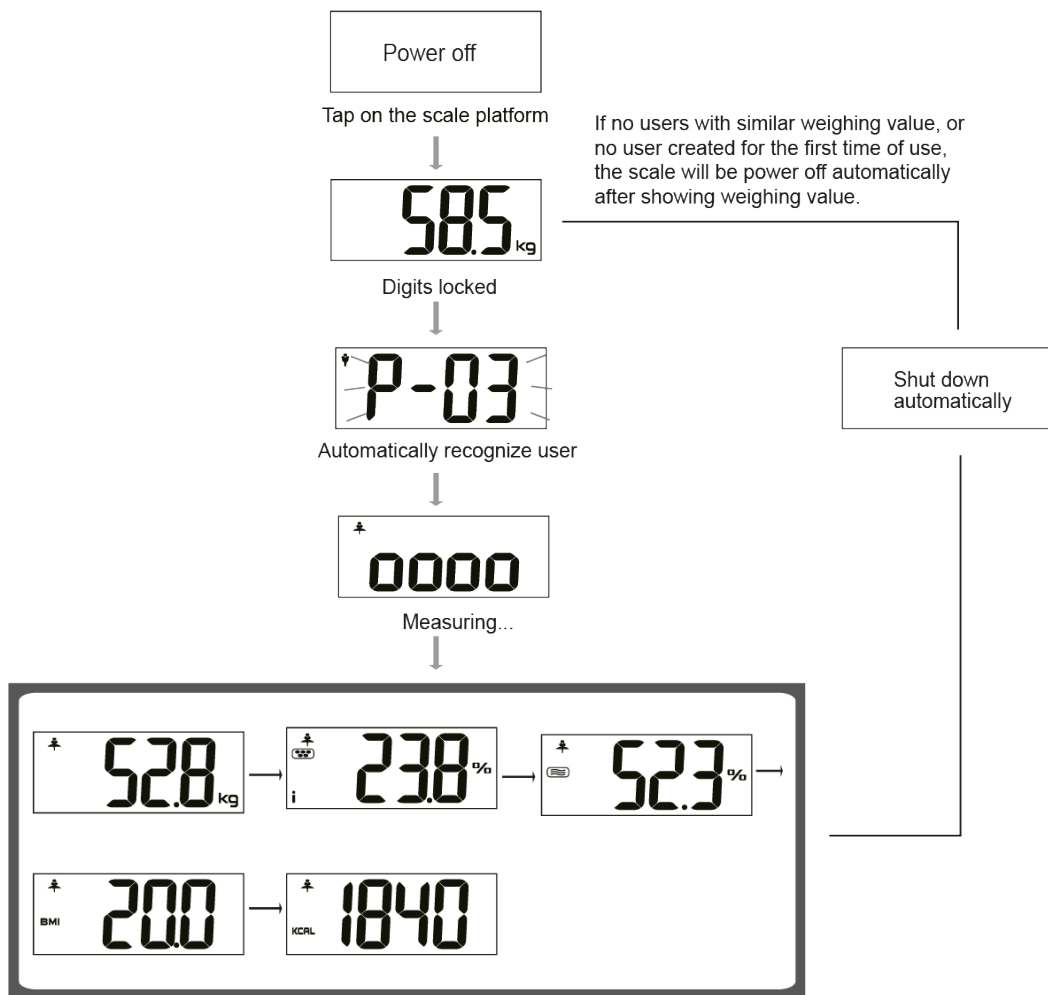 Power off
Tap on the scale platform
If no users with similar weighing value, or
no user created for the first time of use,
the scale will be power off automatically
after showing weighing value.
58.5 kg
Digits locked
P-03
Shut down
automatically
Automatically recognize user
oooo
Measuring...
52.8 kg
i 23.8 %
52.3 %
BMI 20.0
KCAL 1840